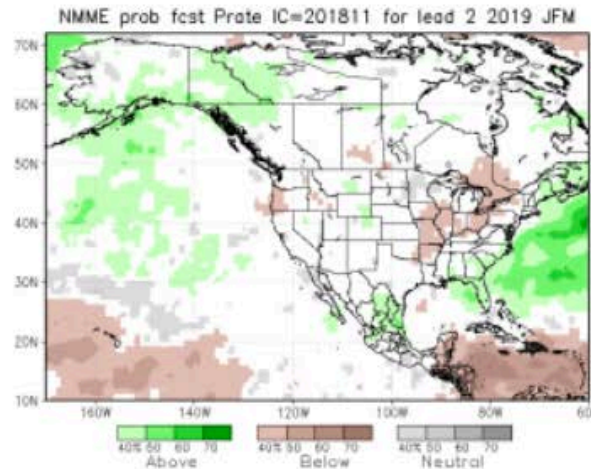 NMME prob fcst Prate IC=201811 for lead 2 2019 JFM
70N
60N
50N
40N
30N
20N
10N
160W 140W 120W 100W 80W 60
40% 50 60 70 40% 50 60 70 40% 50 60 70
Above Below Neutral